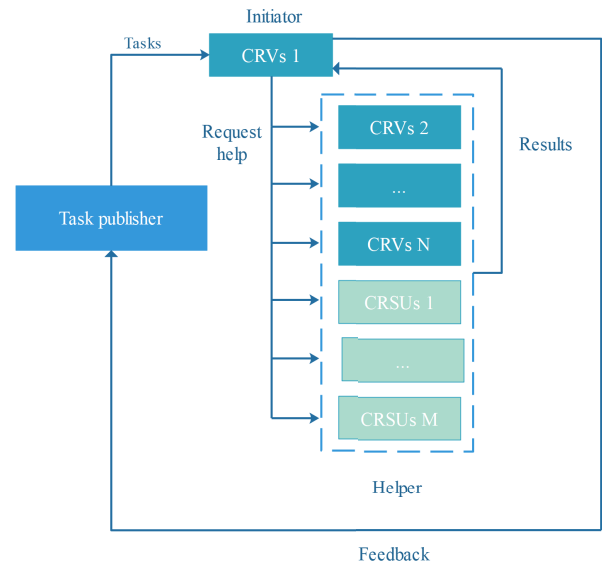 Initiator
Tasks
CRVs 1
Request
help
CRVs 2
Results
...
Task publisher
CRVs N
CRSUs 1
...
CRSUs M
Helper
Feedback